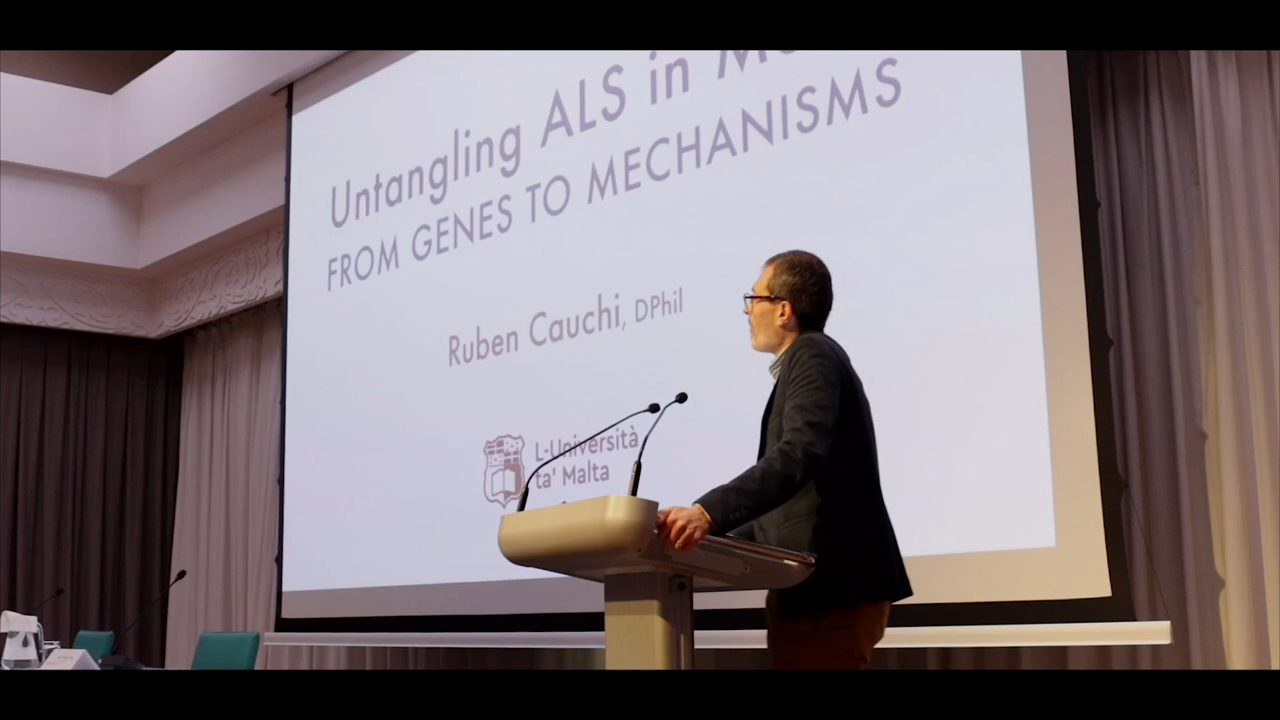 Untangling ALS in
FROM GENES TO MECHANISMS
Ruben Cauchi, DPhil
L-Università
ta' Malta